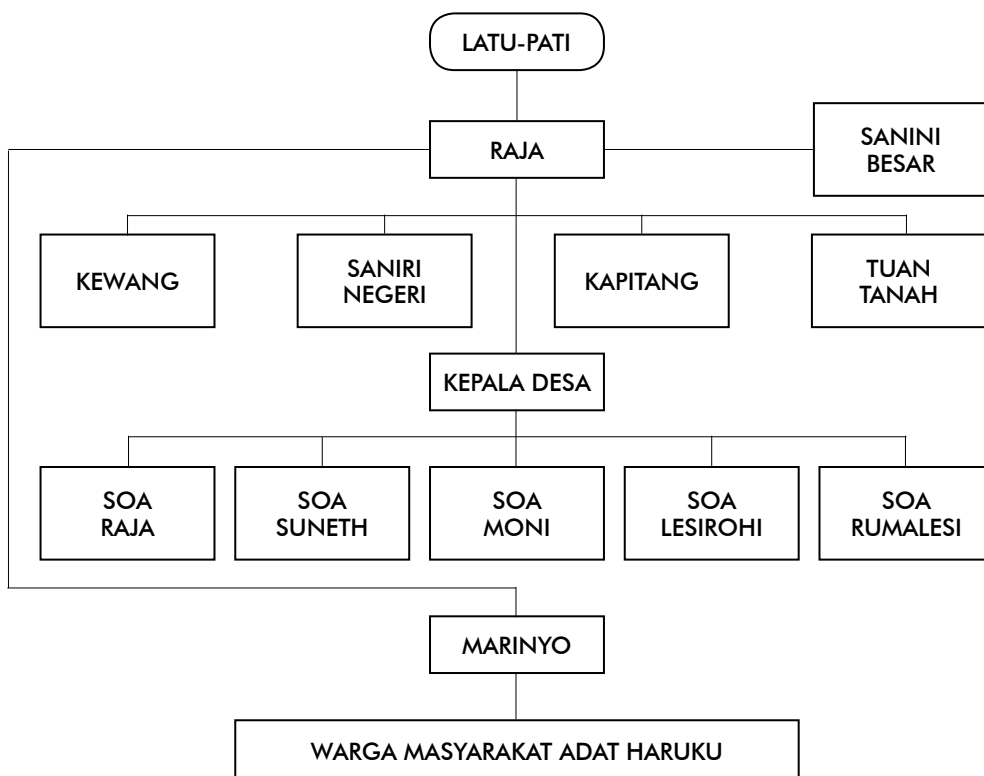 LATU-PATI
RAJA
SANINI
BESAR
KEWANG
SANIRI
NEGERI
KAPITANG
TUAN
TANAH
KEPALA DESA
SOA
RAJA
SOA
SUNETH
SOA
MONI
SOA
LESIROHI
SOA
RUMALESI
MARINYO
WARGA MASYARAKAT ADAT HARUKU